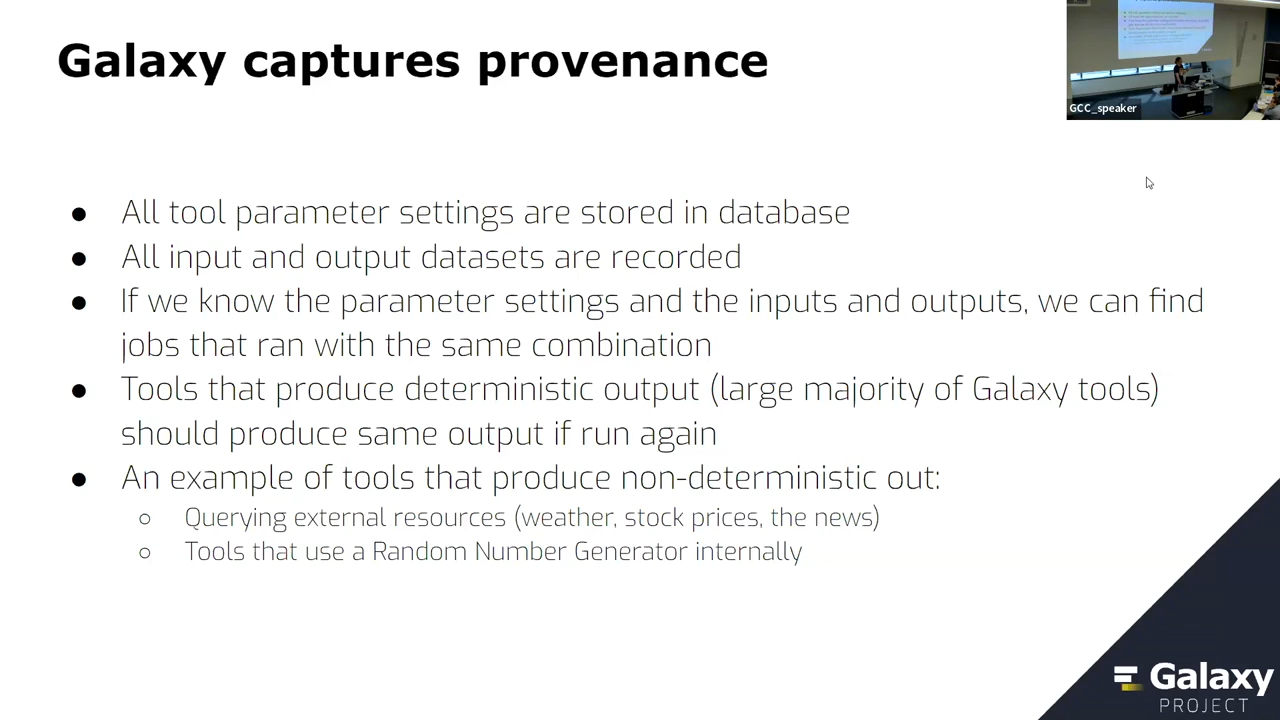 Galaxy captures provenance
GCC_speaker
● All tool parameter settings are stored in database
● All input and output datasets are recorded
● If we know the parameter settings and the inputs and outputs, we can find
jobs that ran with the same combination
● Tools that produce deterministic output (large majority of Galaxy tools)
should produce same output if run again
● An example of tools that produce non-deterministic out:
○ Querying external resources (weather, stock prices, the news)
○ Tools that use a Random Number Generator internally
Galaxy
PROJECT